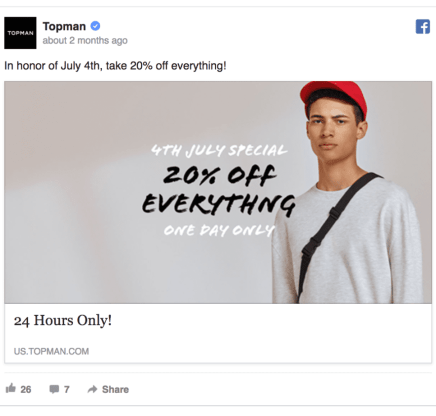 TOPMAN
Topman
about 2 months ago
In honor of July 4th, take 20% off everything!
4TH JULY SPECIAL
20% OFF
EVERYTHNG
ONE DAY ONLY
24 Hours Only!
US.TOPMAN.COM
26 7 Share